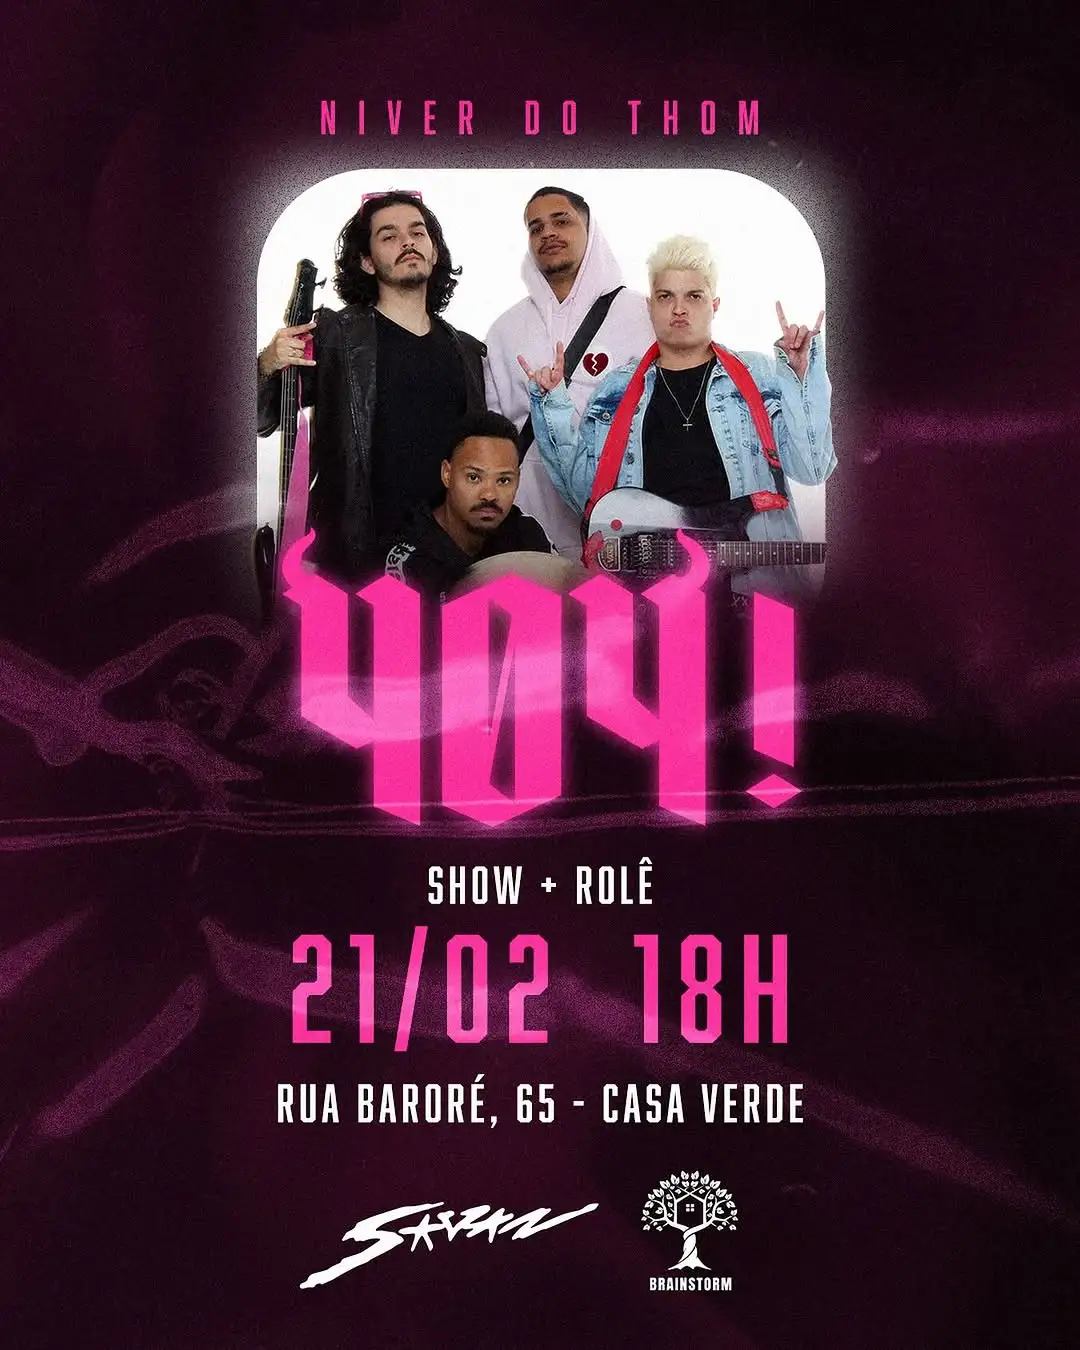 NIVER DO THOM
404!
SHOW + ROLÊ
21/02 18H
RUA BARORÉ, 65 - CASA VERDE
BRAINSTORM